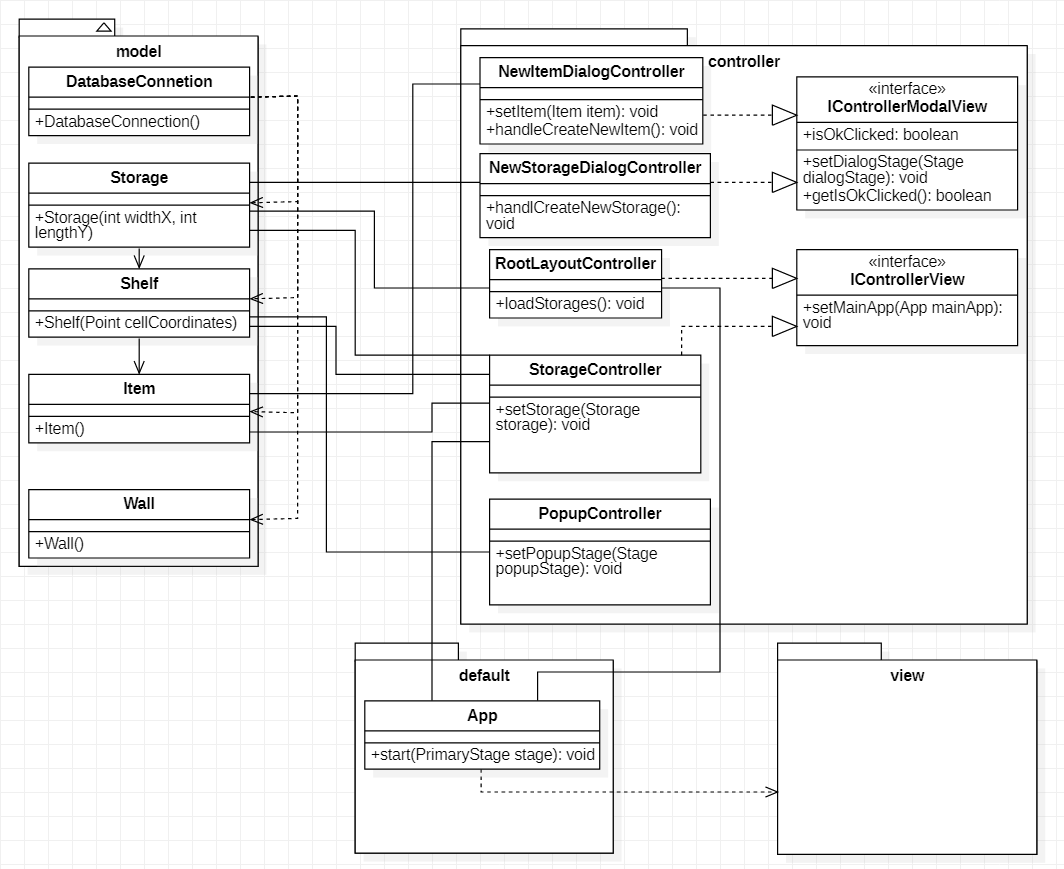 model
DatabaseConnetion
+DatabaseConnection()
Storage
+Storage(int widthX, int
lengthY)
Shelf
+Shelf(Point cellCoordinates)
Item
+Item()
Wall
+Wall()
controller
NewItemDialogController
+setItem(Item item): void
+handleCreateNewItem(): void
NewStorageDialogController
+handlCreateNewStorage():
void
RootLayoutController
+loadStorages(): void
StorageController
+setStorage(Storage
storage): void
PopupController
+setPopupStage(Stage
popupStage): void
«interface»
IControllerModalView
+isOkClicked: boolean
+setDialogStage(Stage
dialogStage): void
+getIsOkClicked(): boolean
«interface»
IControllerView
+setMainApp(App mainApp):
void
default
App
+start(PrimaryStage stage): void
view